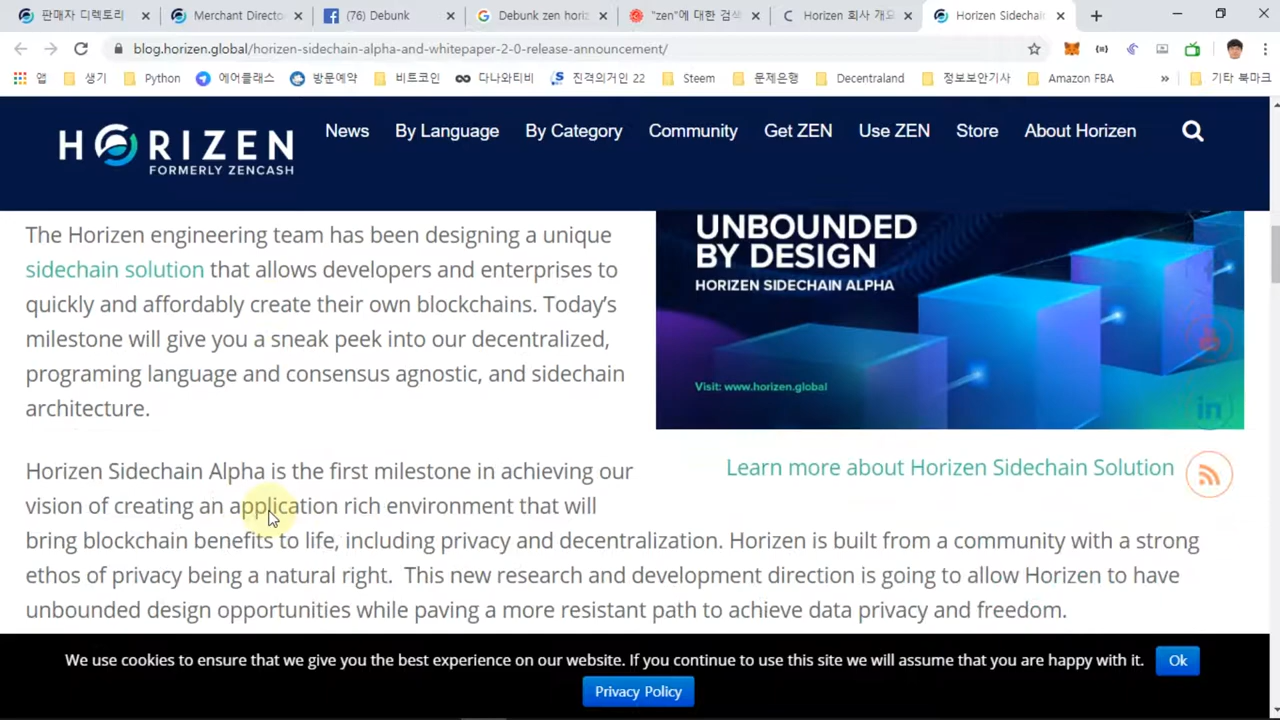 판매자 디렉토리
Merchant Directo
(76) Debunk
Debunk zen horiz
"zen"에 대한 검색
Horizen 회사 개요
Horizen Sidechai
blog.horizen.global/horizen-sidechain-alpha-and-whitepaper-2-0-release-announcement/
앱 생기 Python 에어클래스 방문예약 비트코인 다나와티비 진격의거인 22 Steem 문제은행 Decentraland 정보보안기사 Amazon FBA » 기타 북마크
HORIZEN
FORMERLY ZENCASH
News By Language By Category Community Get ZEN Use ZEN Store About Horizen
The Horizen engineering team has been designing a unique
sidechain solution that allows developers and enterprises to
quickly and affordably create their own blockchains. Today's
milestone will give you a sneak peek into our decentralized,
programing language and consensus agnostic, and sidechain
architecture.
UNBOUNDED
BY DESIGN
HORIZEN SIDECHAIN ALPHA
Visit: www.horizen.global
in
Learn more about Horizen Sidechain Solution
Horizen Sidechain Alpha is the first milestone in achieving our
vision of creating an application rich environment that will
bring blockchain benefits to life, including privacy and decentralization. Horizen is built from a community with a strong
ethos of privacy being a natural right. This new research and development direction is going to allow Horizen to have
unbounded design opportunities while paving a more resistant path to achieve data privacy and freedom.
We use cookies to ensure that we give you the best experience on our website. If you continue to use this site we will assume that you are happy with it. Ok
Privacy Policy